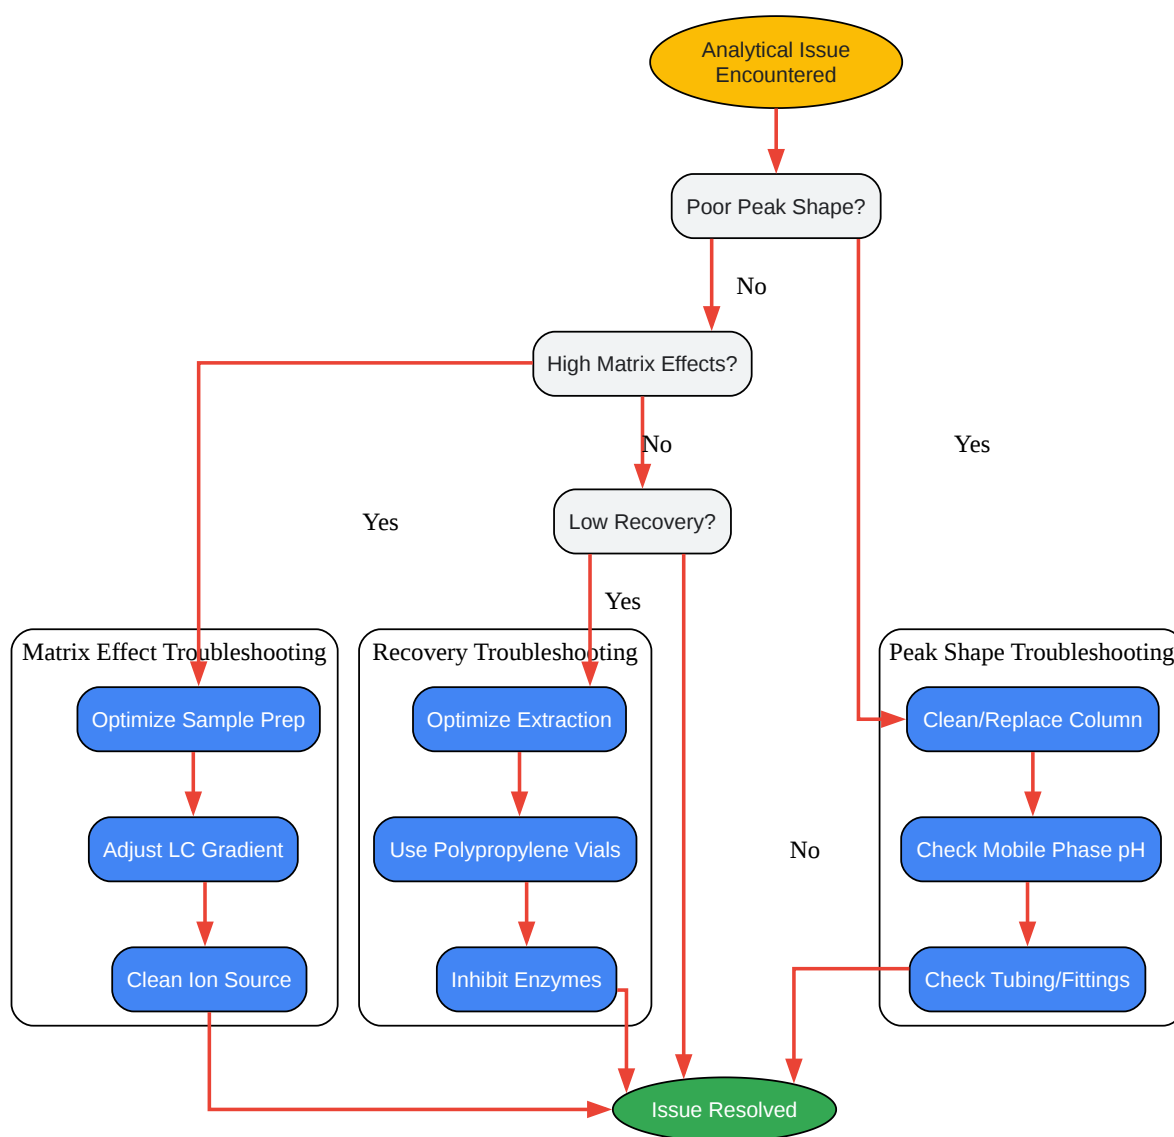 Analytical Issue
Encountered
Poor Peak Shape?
No
High Matrix Effects?
No
Yes
Low Recovery?
Yes
Yes
Matrix Effect Troubleshooting
Recovery Troubleshooting
Peak Shape Troubleshooting
Optimize Sample Prep
Optimize Extraction
Clean/Replace Column
Adjust LC Gradient
Use Polypropylene Vials
No
Check Mobile Phase pH
Clean Ion Source
Inhibit Enzymes
Check Tubing/Fittings
Issue Resolved